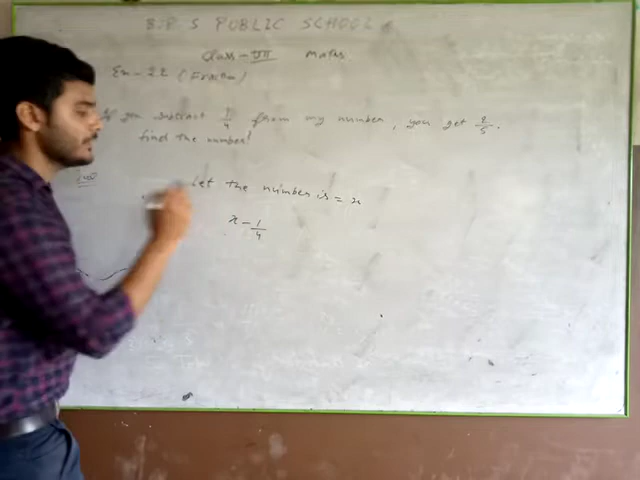 B.P.S PUBLIC SCHOOL
Class - VII Maths
Ex - 2.2 (Fraction)
If you subtract 1/4 from my number, you get 9/5.
find the number?
Let the number is = x
x - 1/4